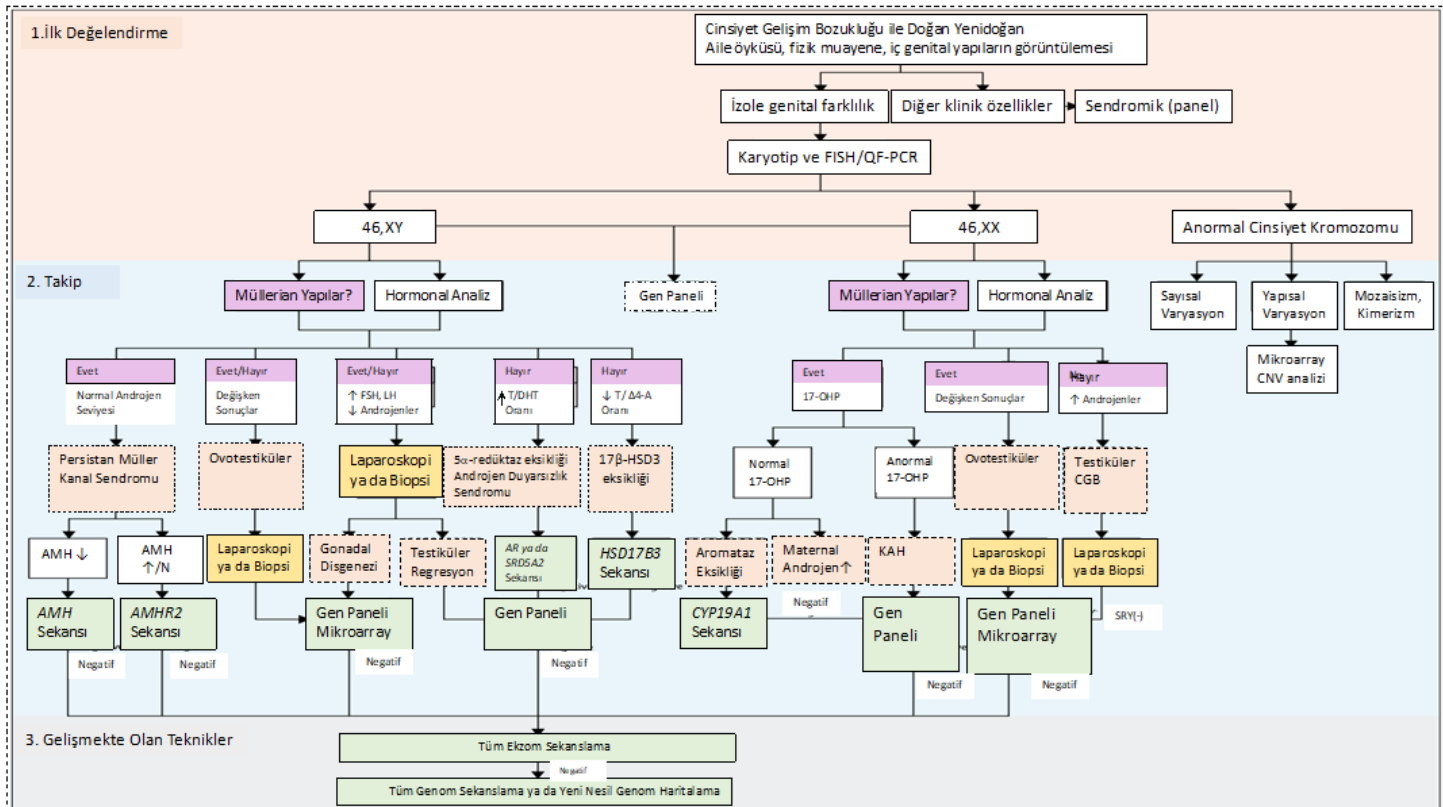 1.İlk Değelendirme
Cinsiyet Gelişim Bozukluğu ile Doğan Yenidoğan
Aile öyküsü, fizik muayene, iç genital yapıların görüntülemesi
İzole genital farklılık
Diğer klinik özellikler
Sendromik (panel)
Karyotip ve FISH/QF-PCR
46,XY
46,XX
Anormal Cinsiyet Kromozomu
2. Takip
Müllerian Yapılar?
Hormonal Analiz
Gen Paneli
Müllerian Yapılar?
Hormonal Analiz
Sayısal
Varyasyon
Yapısal
Varyasyon
Mozaisizm,
Kimerizm
Mikroarray
CNV analizi
Evet
Normal Androjen
Seviyesi
Evet/Hayır
Değişken
Sonuçlar
Evet/Hayır
↑ FSH, LH
↓ Androjenler
Hayır
↑ T/DHT
Oranı
Hayır
↓ T/ Δ4-A
Oranı
Evet
17-OHP
Evet
Değişken Sonuçlar
Hayır
↑ Androjenler
Persistan Müller
Kanal Sendromu
Ovotestiküler
Laparoskopi
ya da Biopsi
5α-redüktaz eksikliği
Androjen Duyarsızlık
Sendromu
17β-HSD3
eksikliği
Normal
17-OHP
Anormal
17-OHP
Ovotestiküler
Testiküler
CGB
AMH ↓
AMH
↑/N
Laparoskopi
ya da Biopsi
Gonadal
Disgenezi
Testiküler
Regresyon
AR ya da
SRD5A2
Sekansı
HSD17B3
Sekansı
Aromataz
Eksikliği
Maternal
Androjen↑
KAH
Laparoskopi
ya da Biopsi
Laparoskopi
ya da Biopsi
AMH
Sekansı
AMHR2
Sekansı
Gen Paneli
Mikroarray
Gen Paneli
CYP19A1
Sekansı
Negatif
Gen
Paneli
Gen Paneli
Mikroarray
SRY(-)
Negatif
Negatif
Negatif
Negatif
Negatif
Negatif
3. Gelişmekte Olan Teknikler
Tüm Ekzom Sekanslama
Negatif
Tüm Genom Sekanslama ya da Yeni Nesil Genom Haritalama